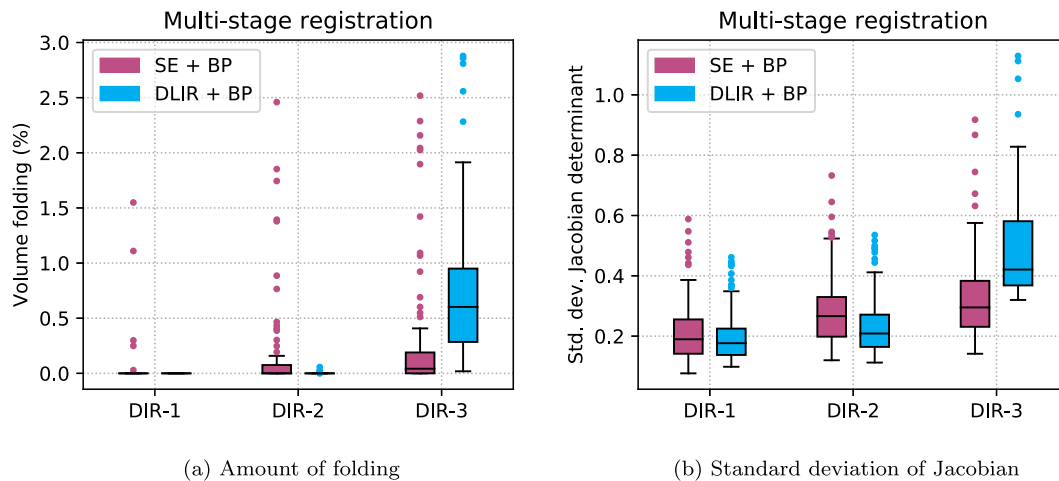 Multi-stage registration
3.0
2.5
2.0
1.5
1.0
0.5
0.0
Volume folding (%)
SE + BP
DLIR + BP
DIR-1
DIR-2
DIR-3
(a) Amount of folding
Multi-stage registration
1.0
0.8
0.6
0.4
0.2
Std. dev. Jacobian determinant
SE + BP
DLIR + BP
DIR-1
DIR-2
DIR-3
(b) Standard deviation of Jacobian